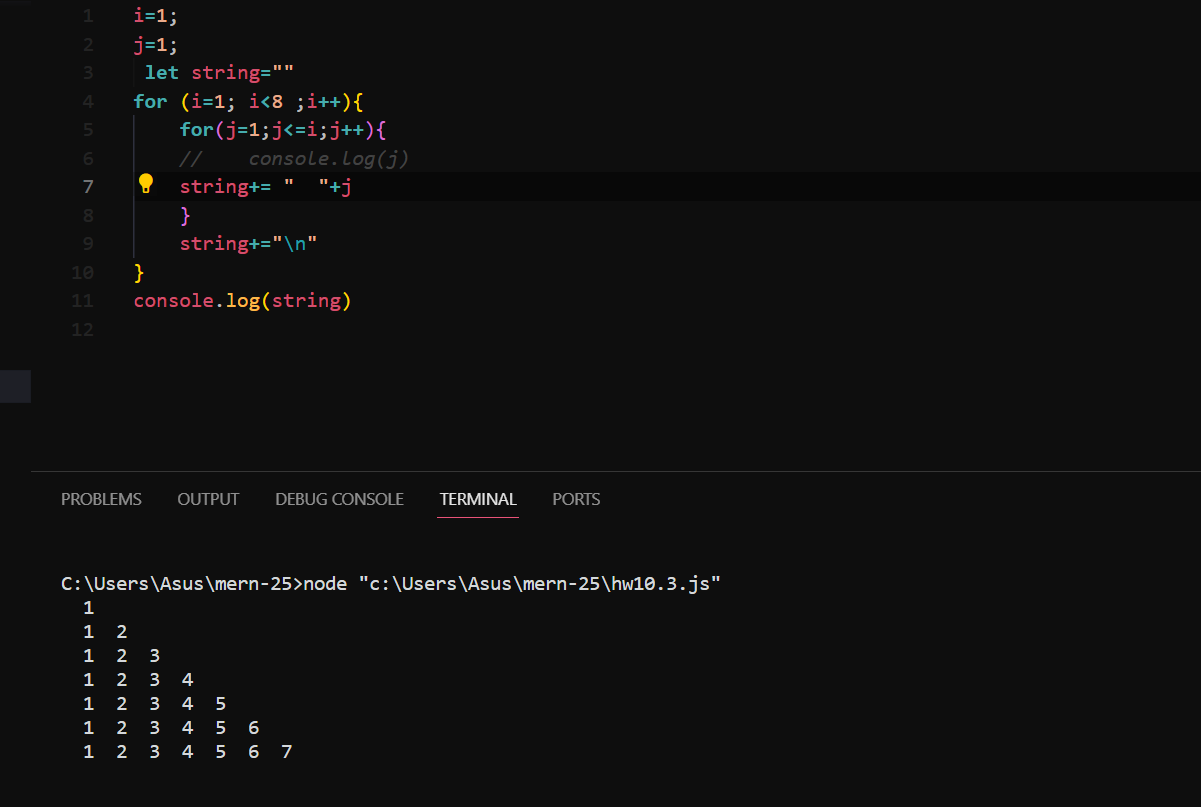 1 i=1;
2 j=1;
3  let string=""
4 for (i=1; i<8 ;i++){
5     for(j=1;j<=i;j++){
6     //    console.log(j)
7     string+= "  "+j
8     }
9     string+="\n"
10 }
11 console.log(string)
12
PROBLEMS OUTPUT DEBUG CONSOLE TERMINAL PORTS
C:\Users\Asus\mern-25>node "c:\Users\Asus\mern-25\hw10.3.js"
  1
  1  2
  1  2  3
  1  2  3  4
  1  2  3  4  5
  1  2  3  4  5  6
  1  2  3  4  5  6  7